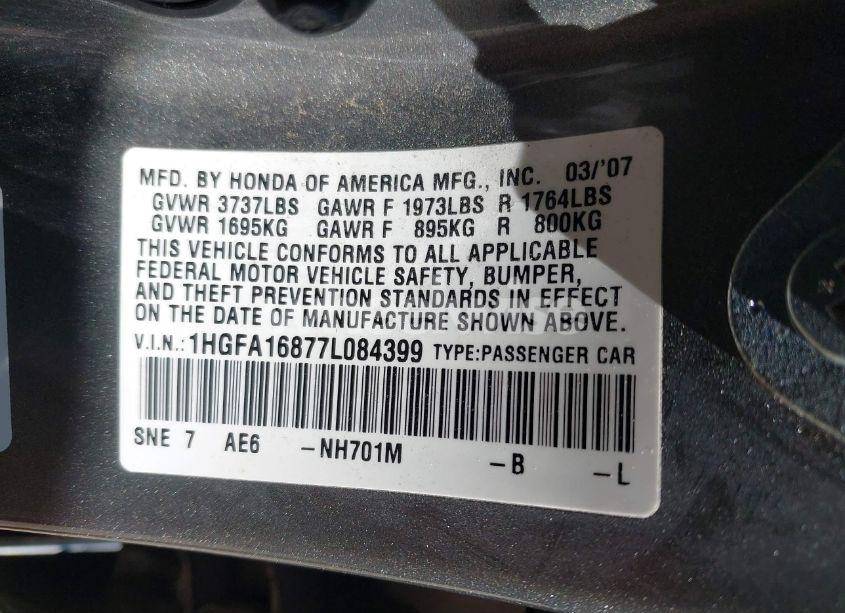 MFD. BY HONDA OF AMERICA MFG., INC. 03/'07
GVWR 3737LBS GAWR F 1973LBS R 1764LBS
GVWR 1695KG GAWR F 895KG R 800KG
THIS VEHICLE CONFORMS TO ALL APPLICABLE
FEDERAL MOTOR VEHICLE SAFETY, BUMPER,
AND THEFT PREVENTION STANDARDS IN EFFECT
ON THE DATE OF MANUFACTURE SHOWN ABOVE.
V.I.N.:1HGFA16877L084399 TYPE:PASSENGER CAR
SNE 7 AE6 -NH701M -B -L